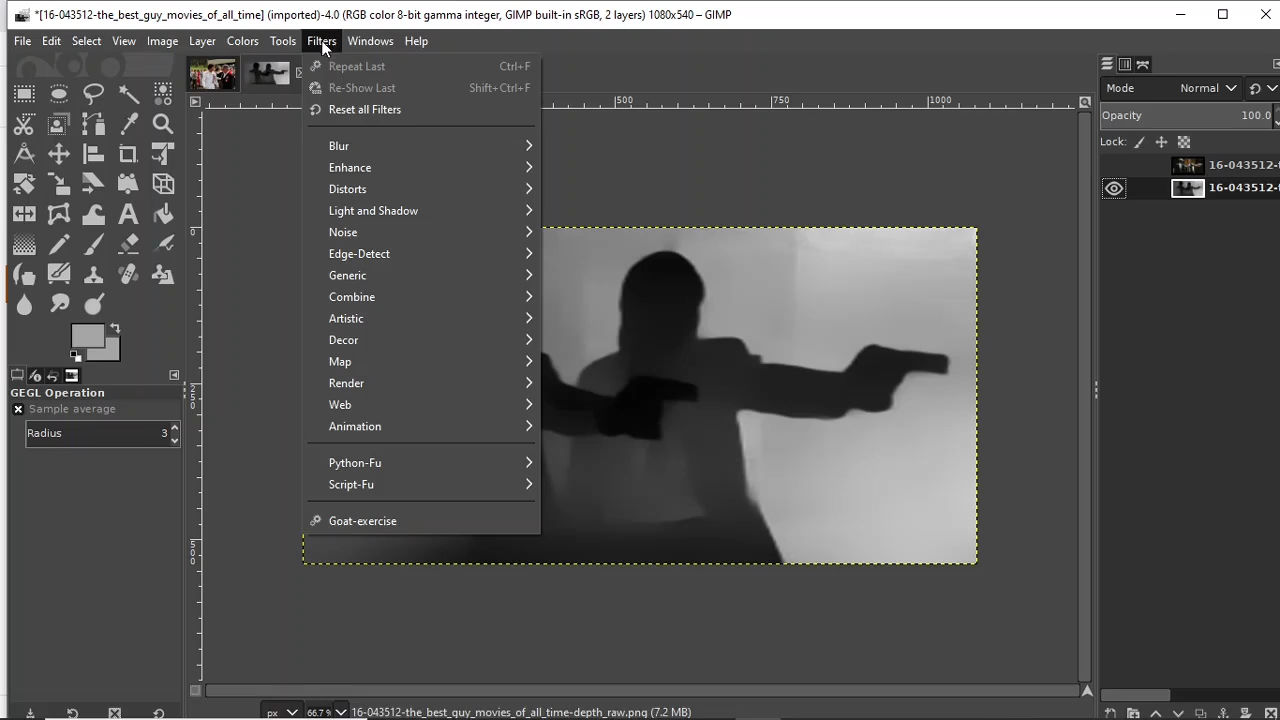 *[16-043512-the_best_guy_movies_of_all_time] (imported)-4.0 (RGB color 8-bit gamma integer, GIMP built-in sRGB, 2 layers) 1080x540 – GIMP
File Edit Select View Image Layer Colors Tools Filters Windows Help
Repeat Last Ctrl+F
Re-Show Last Shift+Ctrl+F
Reset all Filters
Blur
Enhance
Distorts
Light and Shadow
Noise
Edge-Detect
Generic
Combine
Artistic
Decor
Map
Render
Web
Animation
Python-Fu
Script-Fu
Goat-exercise
500 750 1000
0
250
500
GEGL Operation
Sample average
Radius 3
Mode Normal
Opacity 100.0
Lock:
16-043512-t
16-043512-t
px 66.7 % 16-043512-the_best_guy_movies_of_all_time-depth_raw.png (7.2 MB)